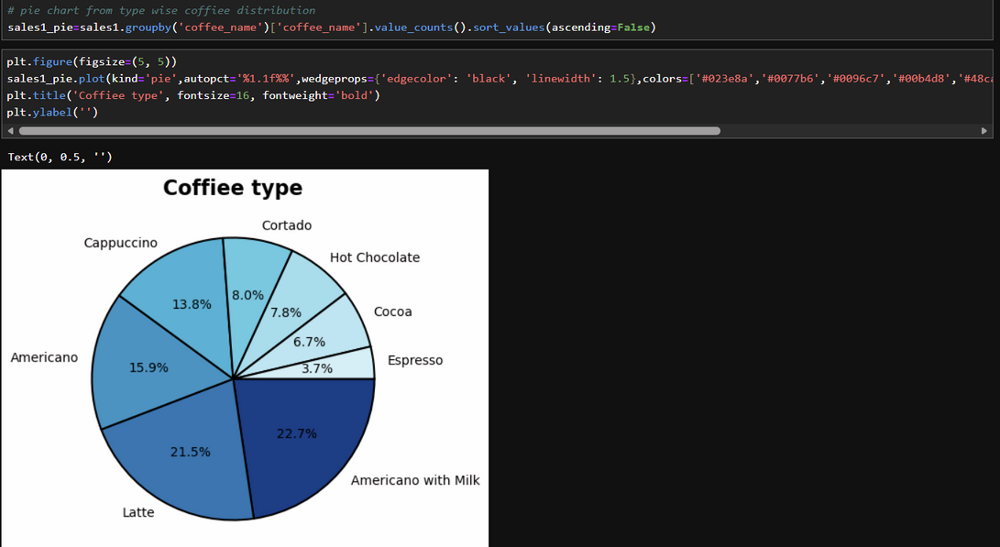 # pie chart from type wise coffiee distribution
sales1_pie=sales1.groupby('coffee_name')['coffee_name'].value_counts().sort_values(ascending=False)
plt.figure(figsize=(5, 5))
sales1_pie.plot(kind='pie',autopct='%1.1f%%',wedgeprops={'edgecolor': 'black', 'linewidth': 1.5},colors=['#023e8a','#0077b6','#0096c7','#00b4d8','#48ca
plt.title('Coffiee type', fontsize=16, fontweight='bold')
plt.ylabel('')
Text(0, 0.5, '')
Coffiee type
Cortado
Cappuccino
Hot Chocolate
8.0%
13.8%
7.8%
Cocoa
6.7%
Americano
Espresso
15.9%
3.7%
22.7%
21.5%
Americano with Milk
Latte